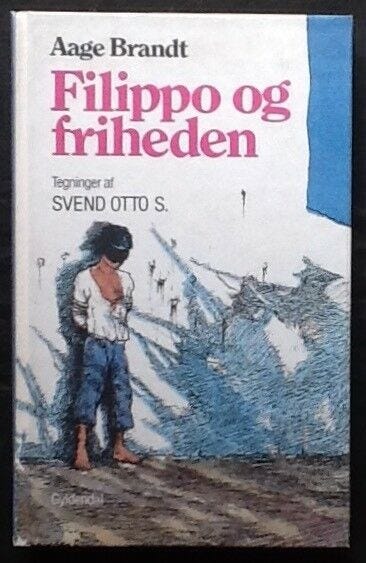 Aage Brandt
Filippo og
friheden
Tegninger af
SVEND OTTO S.
Gyldendal